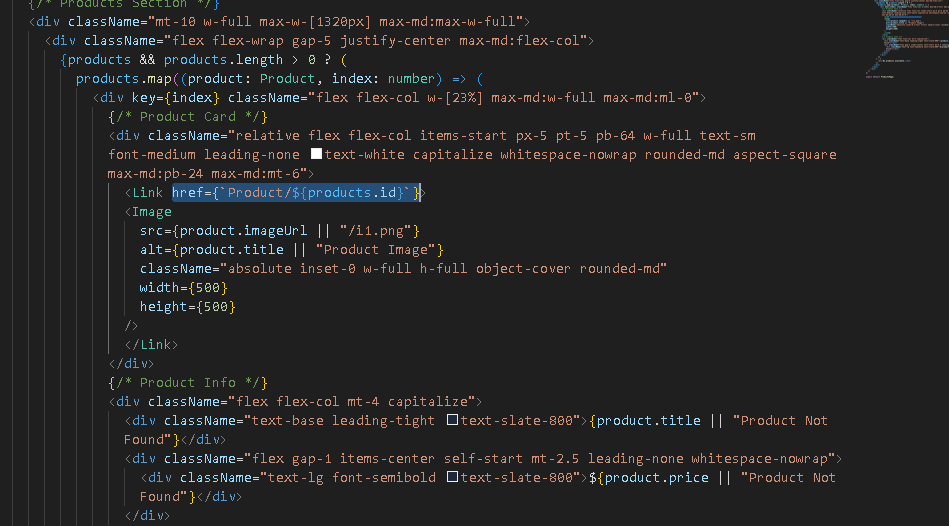 {/* Products Section */}
<div className="mt-10 w-full max-w-[1320px] max-md:max-w-full">
<div className="flex flex-wrap gap-5 justify-center max-md:flex-col">
{products && products.length > 0 ? (
products.map((product: Product, index: number) => (
<div key={index} className="flex flex-col w-[23%] max-md:w-full max-md:ml-0">
{/* Product Card */}
<div className="relative flex flex-col items-start px-5 pt-5 pb-64 w-full text-sm
font-medium leading-none text-white capitalize whitespace-nowrap rounded-md aspect-square
max-md:pb-24 max-md:mt-6">
<Link href={`Product/${products.id}`}>
<Image
src={product.imageUrl || "/i1.png"}
alt={product.title || "Product Image"}
className="absolute inset-0 w-full h-full object-cover rounded-md"
width={500}
height={500}
/>
</Link>
</div>
{/* Product Info */}
<div className="flex flex-col mt-4 capitalize">
<div className="text-base leading-tight text-slate-800">{product.title || "Product Not
Found"}</div>
<div className="flex gap-1 items-center self-start mt-2.5 leading-none whitespace-nowrap">
<div className="text-lg font-semibold text-slate-800">${product.price || "Product Not
Found"}</div>
</div>